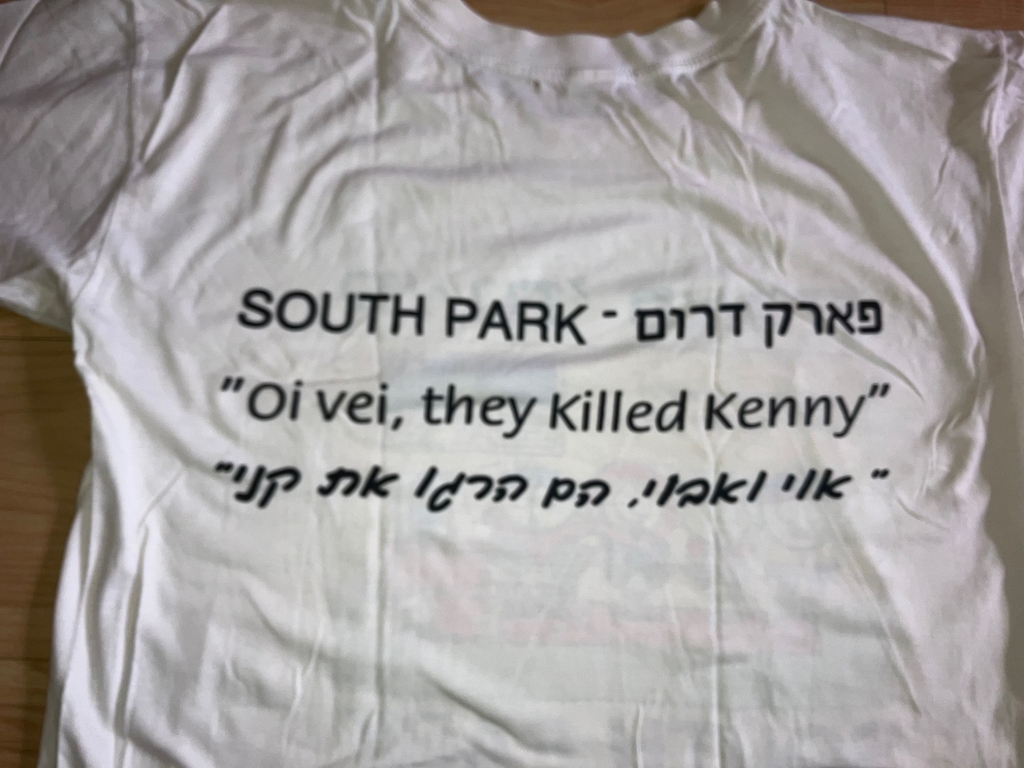 SOUTH PARK - פארק דרום
"Oi vei, they Killed Kenny"
" אוי ואבוי. הם הרגו את קני"